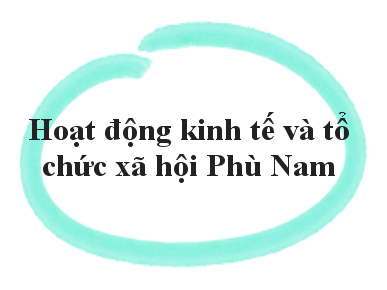 Hoạt động kinh tế và tổ
chức xã hội Phù Nam